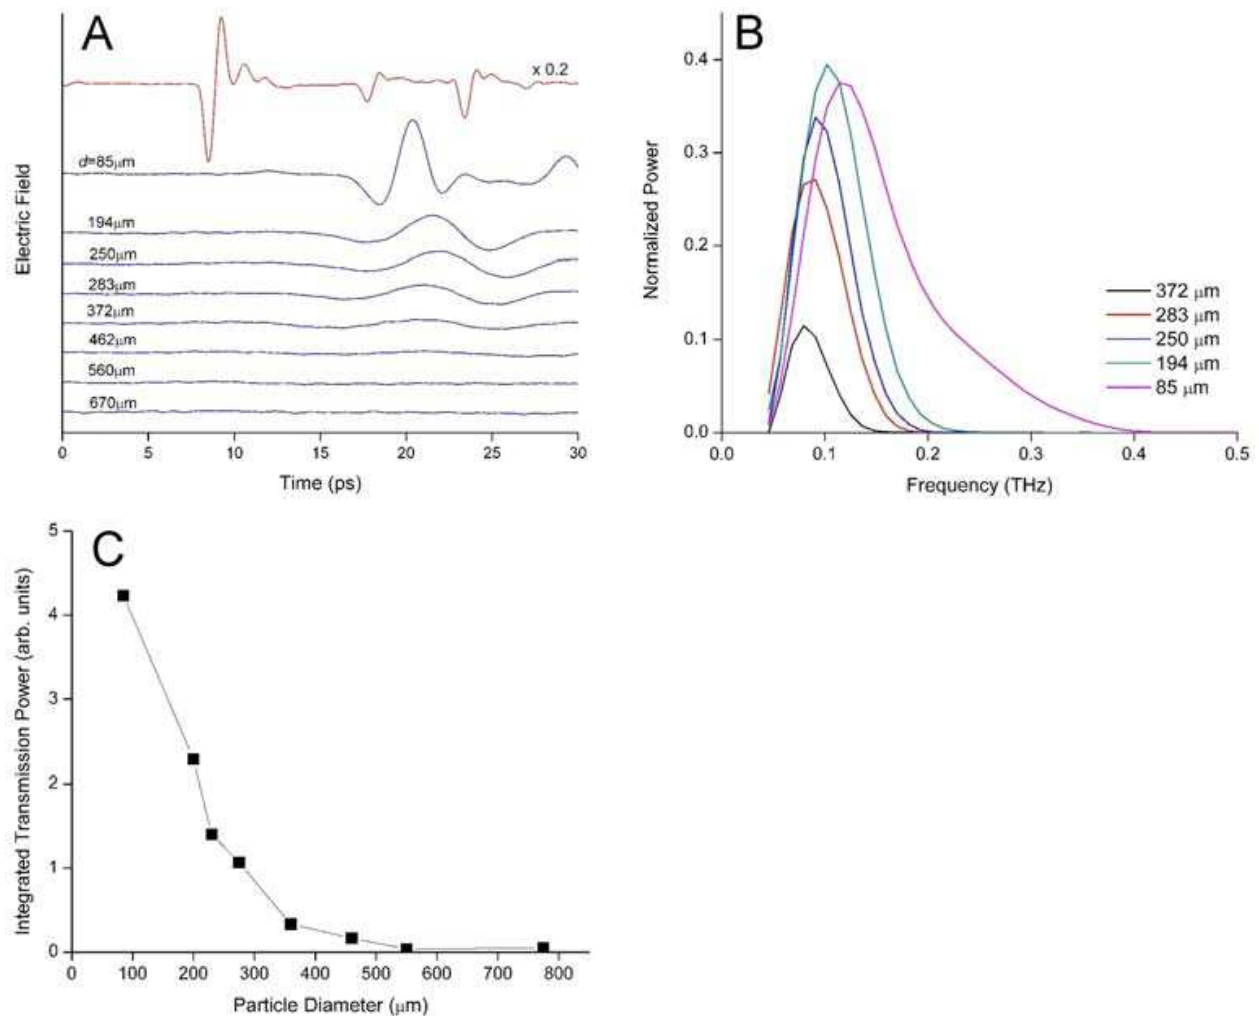 A
x 0.2
d=85μm
194μm
250μm
283μm
372μm
462μm
560μm
670μm
Electric Field
0 5 10 15 20 25 30
Time (ps)
B
0.4
0.3
0.2
0.1
0.0
Normalized Power
372 μm
283 μm
250 μm
194 μm
85 μm
0.0 0.1 0.2 0.3 0.4 0.5
Frequency (THz)
C
5
4
3
2
1
0
Integrated Transmission Power (arb. units)
0 100 200 300 400 500 600 700 800
Particle Diameter (μm)